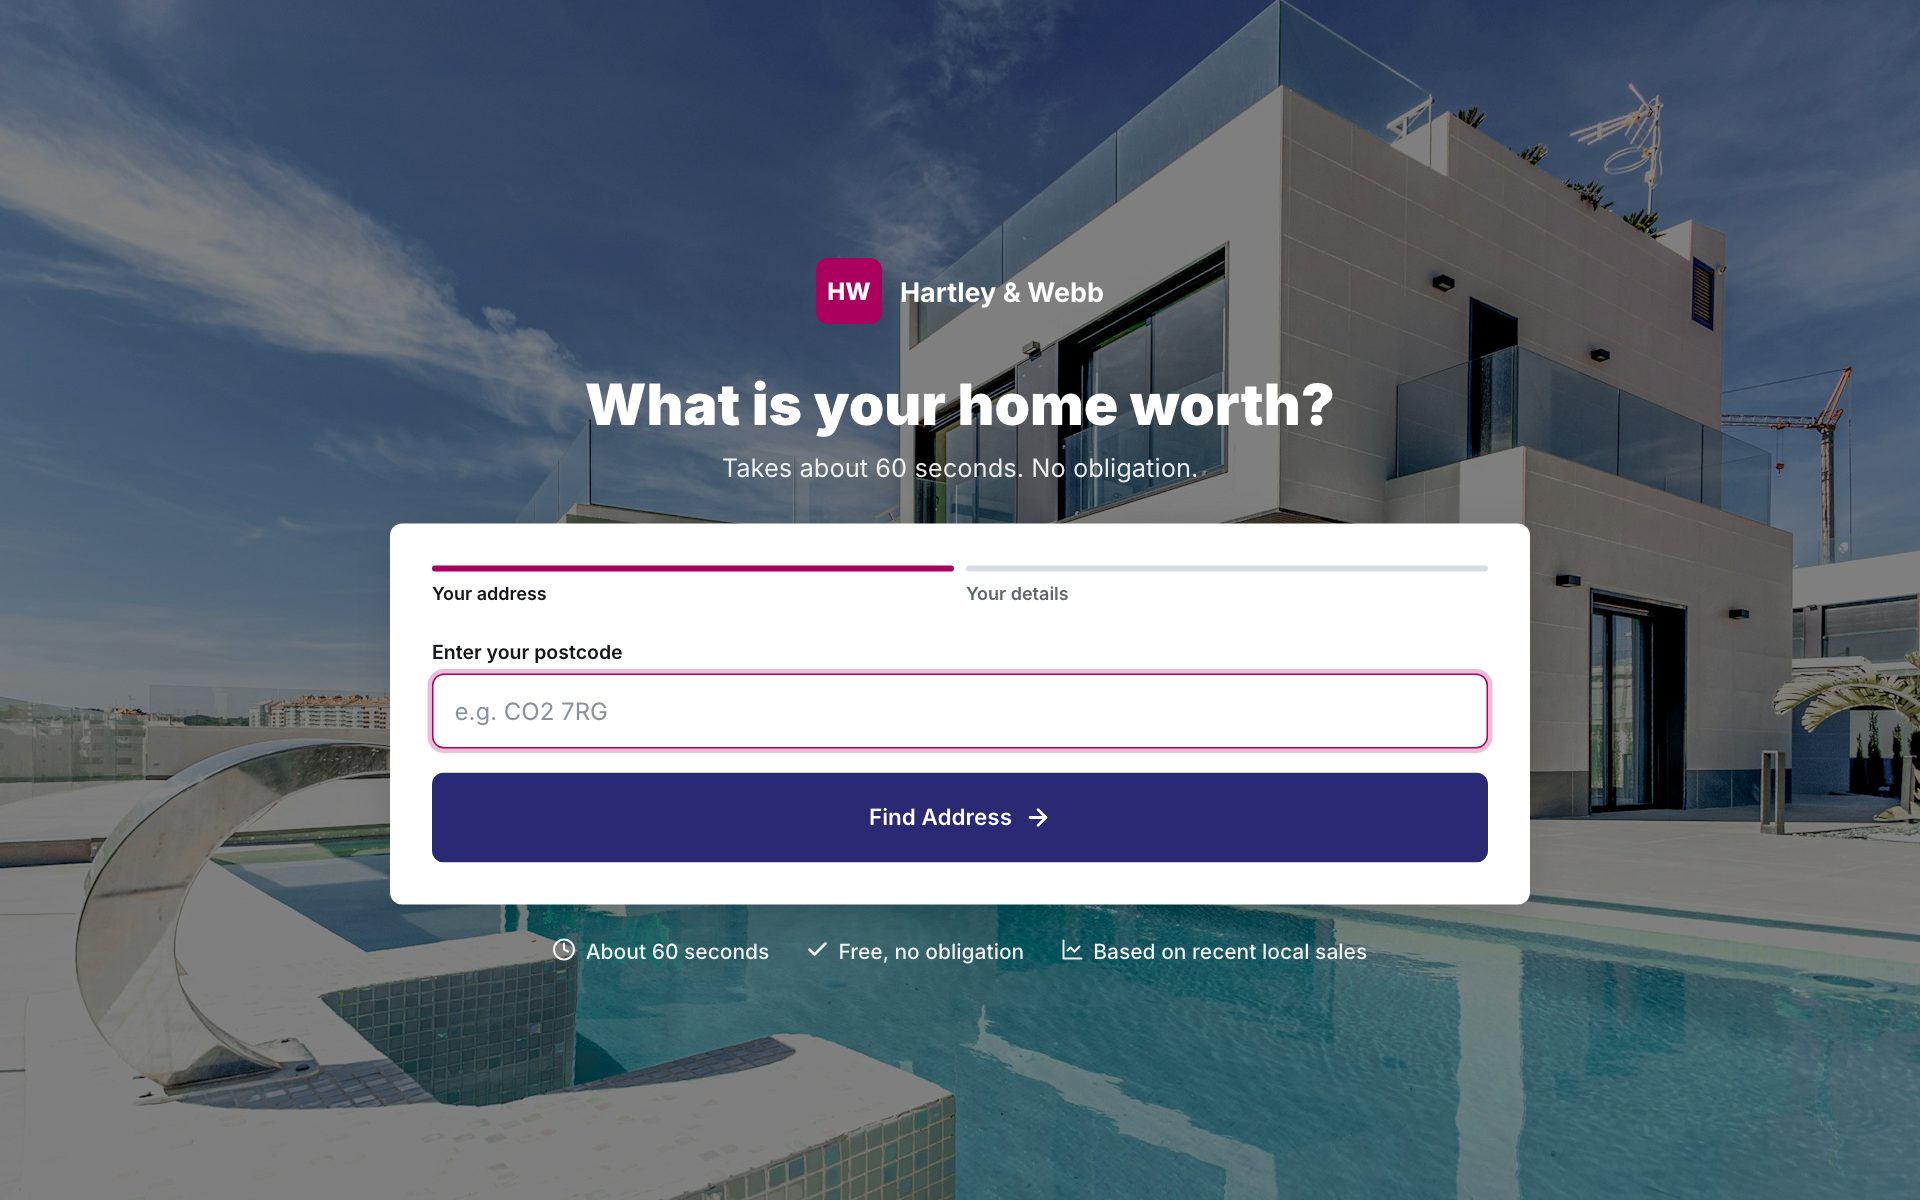 HW
Hartley & Webb
What is your home worth?
Takes about 60 seconds. No obligation.
Your address
Your details
Enter your postcode
e.g. CO2 7RG
Find Address
About 60 seconds
Free, no obligation
Based on recent local sales